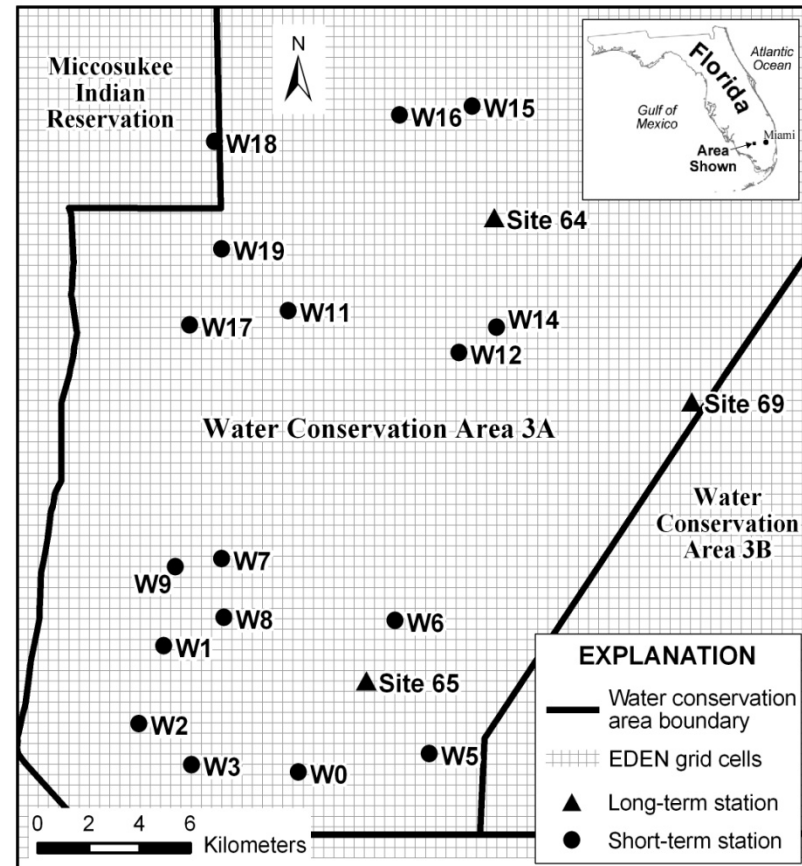 Miccosukee
Indian
Reservation
N
W18
W16
W15
Florida
Atlantic
Ocean
Gulf of
Mexico
Miami
Area
Shown
Site 64
W19
W11
W17
W14
W12
Site 69
Water Conservation Area 3A
Water
Conservation
Area 3B
W7
W9
W8
W6
W1
Site 65
W2
W3
W0
W5
0 2 4 6
Kilometers
EXPLANATION
Water conservation
area boundary
EDEN grid cells
Long-term station
Short-term station